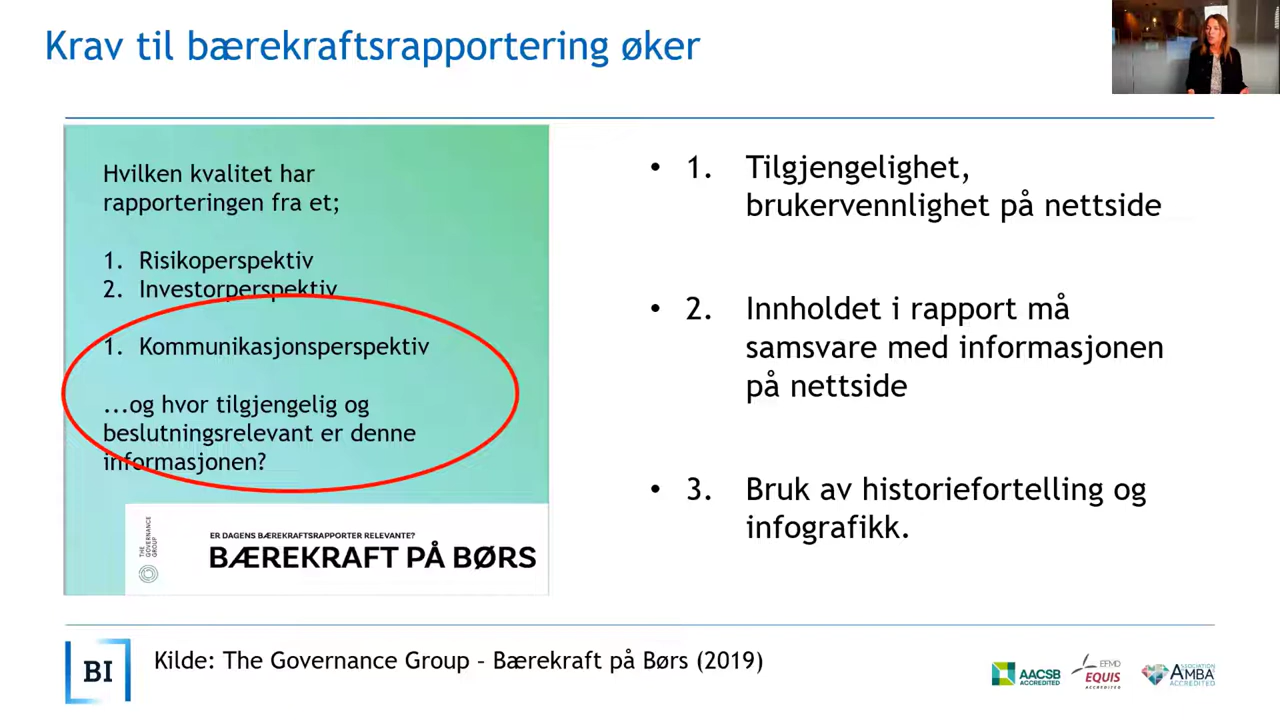 Krav til bærekraftsrapportering øker
Hvilken kvalitet har
rapporteringen fra et;
1. Risikoperspektiv
2. Investorperspektiv
1. Kommunikasjonsperspektiv
...og hvor tilgjengelig og
beslutningsrelevant er denne
informasjonen?
THE
GOVERNANCE
GROUP
ER DAGENS BÆREKRAFTSRAPPORTER RELEVANTE?
BÆREKRAFT PÅ BØRS
• 1. Tilgjengelighet,
brukervennlighet på nettside
• 2. Innholdet i rapport må
samsvare med informasjonen
på nettside
• 3. Bruk av historiefortelling og
infografikk.
BI
Kilde: The Governance Group – Bærekraft på Børs (2019)
AACSB
ACCREDITED
EFMD
EQUIS
ACCREDITED
ASSOCIATION
AMBA
ACCREDITED